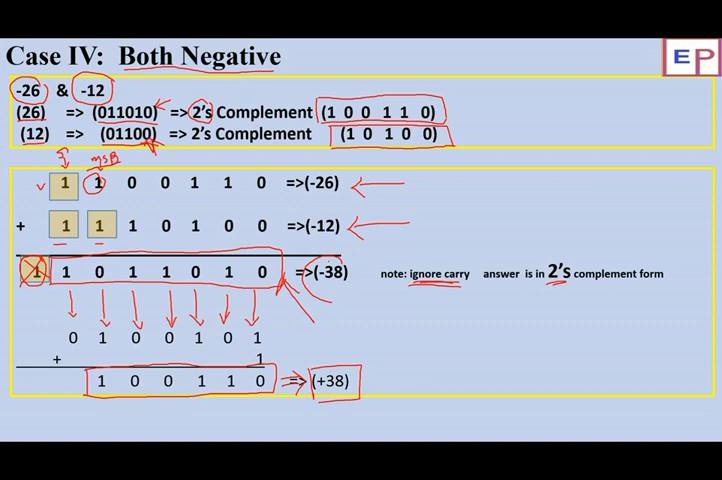 Case IV: Both Negative
EP
-26 & -12
(26) => (011010) => 2's Complement (1 0 0 1 1 0)
(12) => (01100) => 2's Complement (1 0 1 0 0)
MSB
1 1 0 0 1 1 0 =>(-26)
+ 1 1 1 0 1 0 0 =>(-12)
1 1 0 1 1 0 1 0 =>(-38) note: ignore carry answer is in 2's complement form
0 1 0 0 1 0 1
+ 1
1 0 0 1 1 0 => (+38)